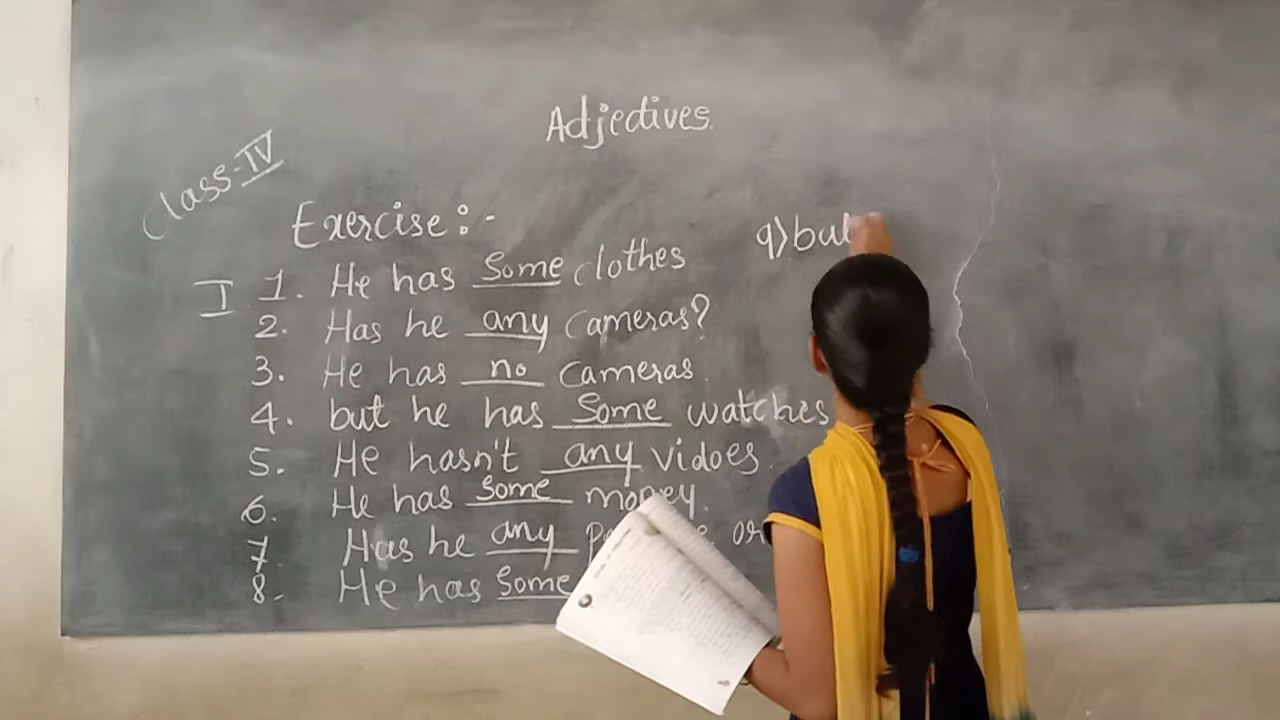 Adjectives.
Class-IV
Exercise:-
I 1. He has some clothes
2. Has he any cameras?
3. He has no cameras.
4. but he has some watches
5. He hasn't any vidoes.
6. He has some money.
7. Has he any or
8. He has some
9) but